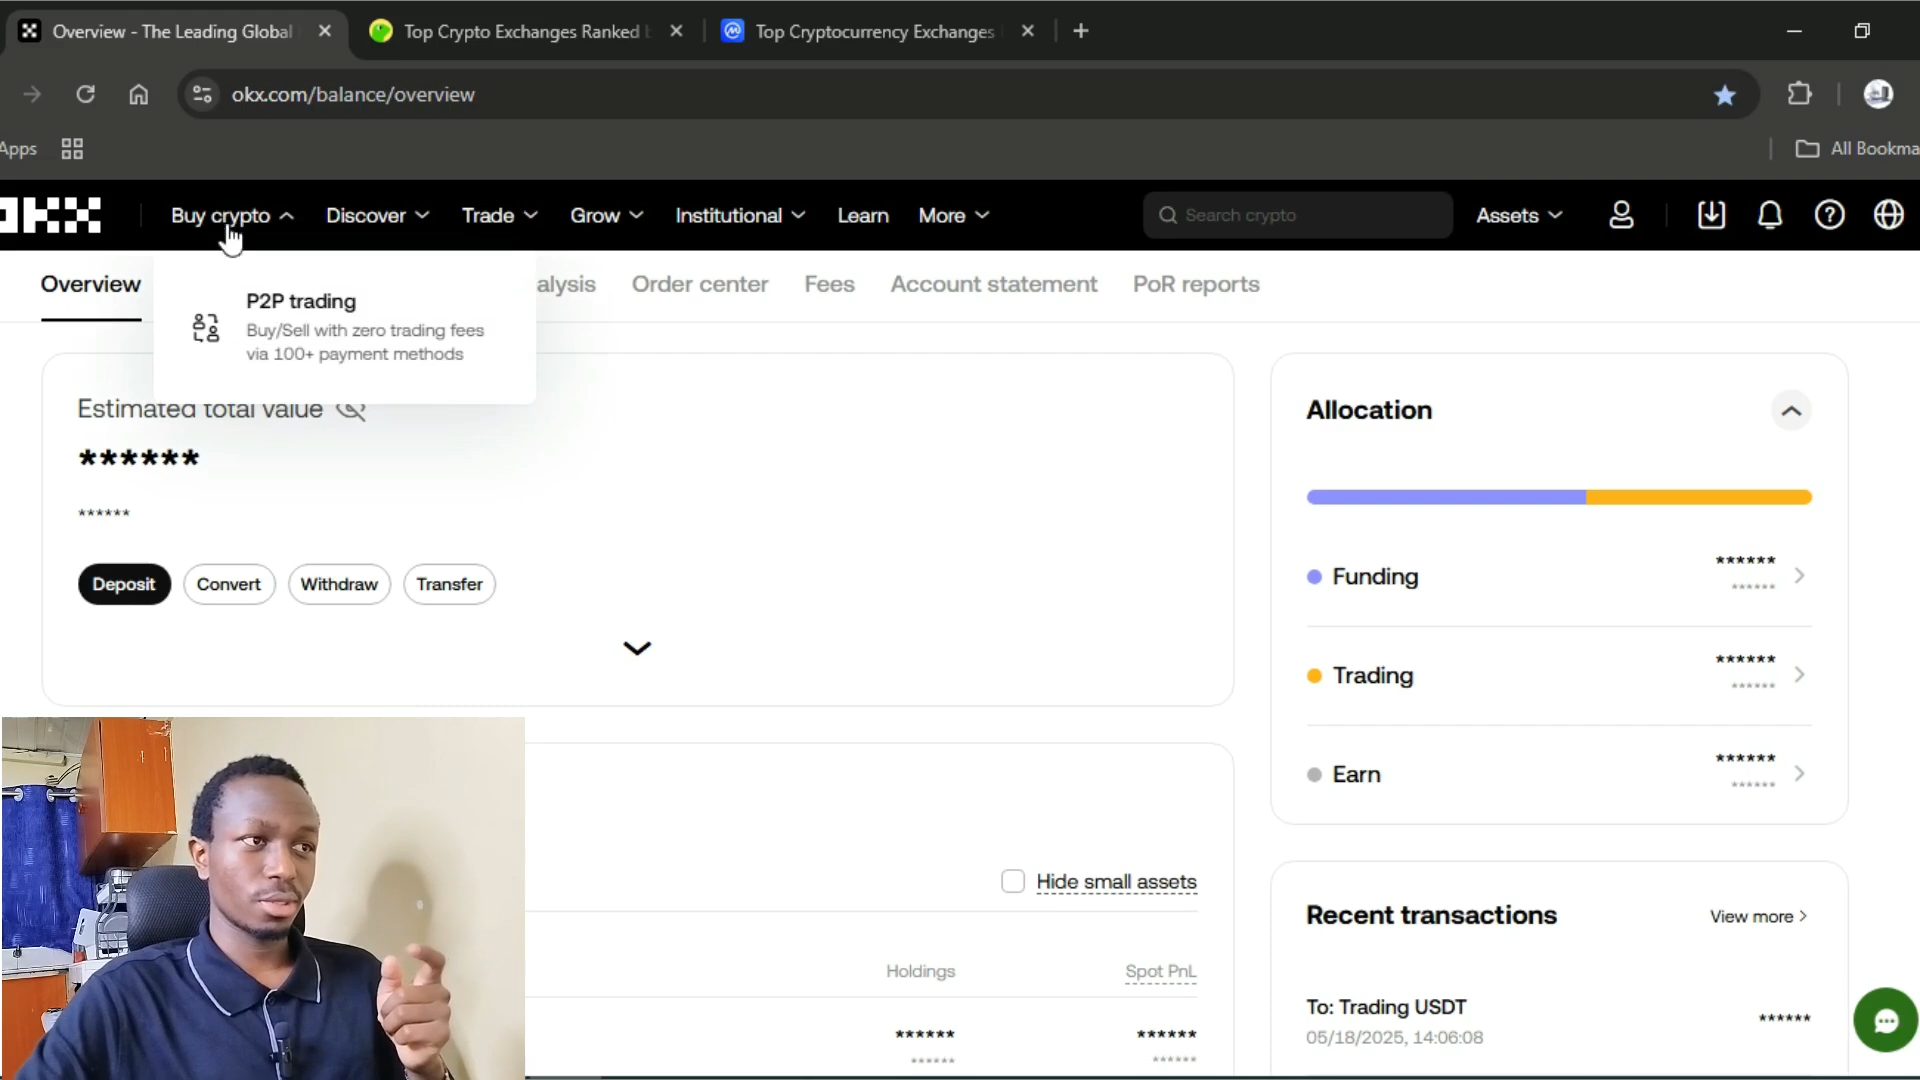 Overview - The Leading Global
Top Crypto Exchanges Ranked
Top Cryptocurrency Exchanges
okx.com/balance/overview
Apps
All Bookma
OKX
Buy crypto
Discover
Trade
Grow
Institutional
Learn
More
Search crypto
Assets
Overview
alysis
Order center
Fees
Account statement
PoR reports
P2P trading
Buy/Sell with zero trading fees
via 100+ payment methods
Estimated total value
******
******
Deposit
Convert
Withdraw
Transfer
Allocation
Funding
******
******
Trading
******
******
Earn
******
******
Hide small assets
Holdings
Spot PnL
******
******
******
******
Recent transactions
View more
To: Trading USDT
05/18/2025, 14:06:08
******